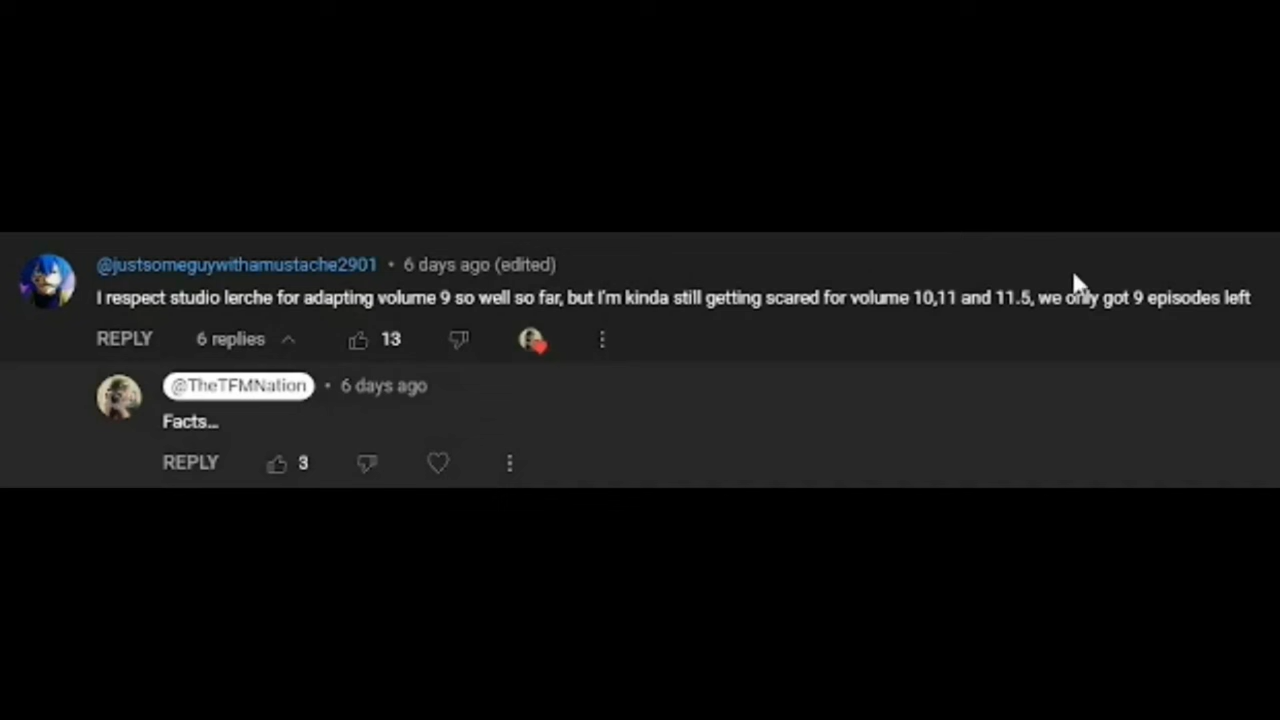 @justsomeguywithamustache2901 • 6 days ago (edited)
I respect studio lerche for adapting volume 9 so well so far, but I'm kinda still getting scared for volume 10,11 and 11.5, we only got 9 episodes left
REPLY 6 replies 13
@TheTFMNation • 6 days ago
Facts...
REPLY 3